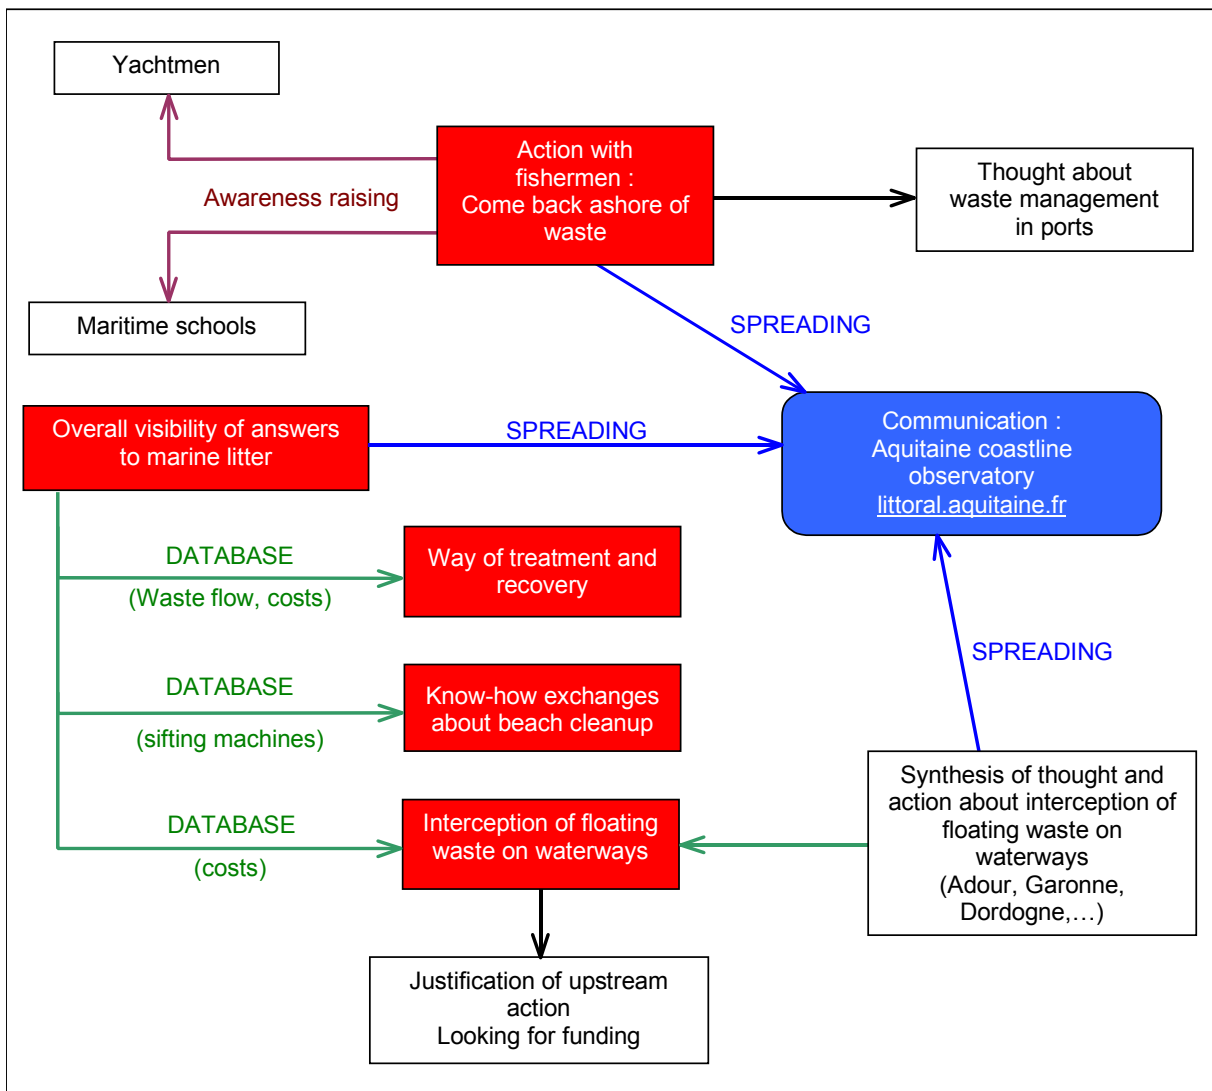 Yachtmen
Action with
fishermen :
Come back ashore of
waste
Thought about
waste management
in ports
Awareness raising
Maritime schools
SPREADING
Overall visibility of answers
to marine litter
SPREADING
Communication :
Aquitaine coastline
observatory
littoral.aquitaine.fr
DATABASE
(Waste flow, costs)
Way of treatment and
recovery
SPREADING
DATABASE
(sifting machines)
Know-how exchanges
about beach cleanup
DATABASE
(costs)
Interception of floating
waste on waterways
Synthesis of thought and
action about interception of
floating waste on
waterways
(Adour, Garonne,
Dordogne,…)
Justification of upstream
action
Looking for funding